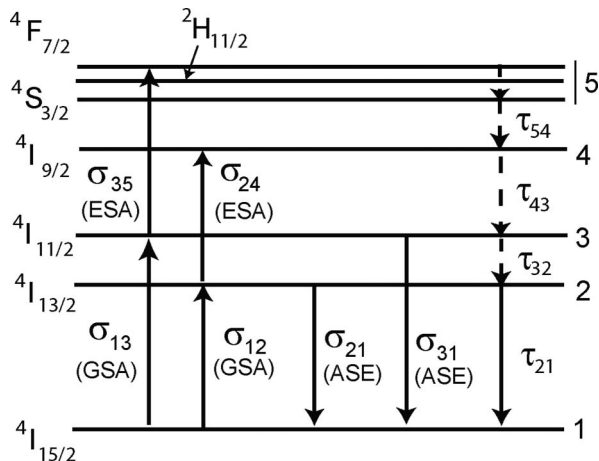 ⁴F₇/₂
²H₁₁/₂
5
⁴S₃/₂
τ₅₄
⁴I₉/₂
4
σ₃₅
(ESA)
σ₂₄
(ESA)
τ₄₃
⁴I₁₁/₂
3
τ₃₂
⁴I₁₃/₂
2
σ₁₃
(GSA)
σ₁₂
(GSA)
σ₂₁
(ASE)
σ₃₁
(ASE)
τ₂₁
⁴I₁₅/₂
1